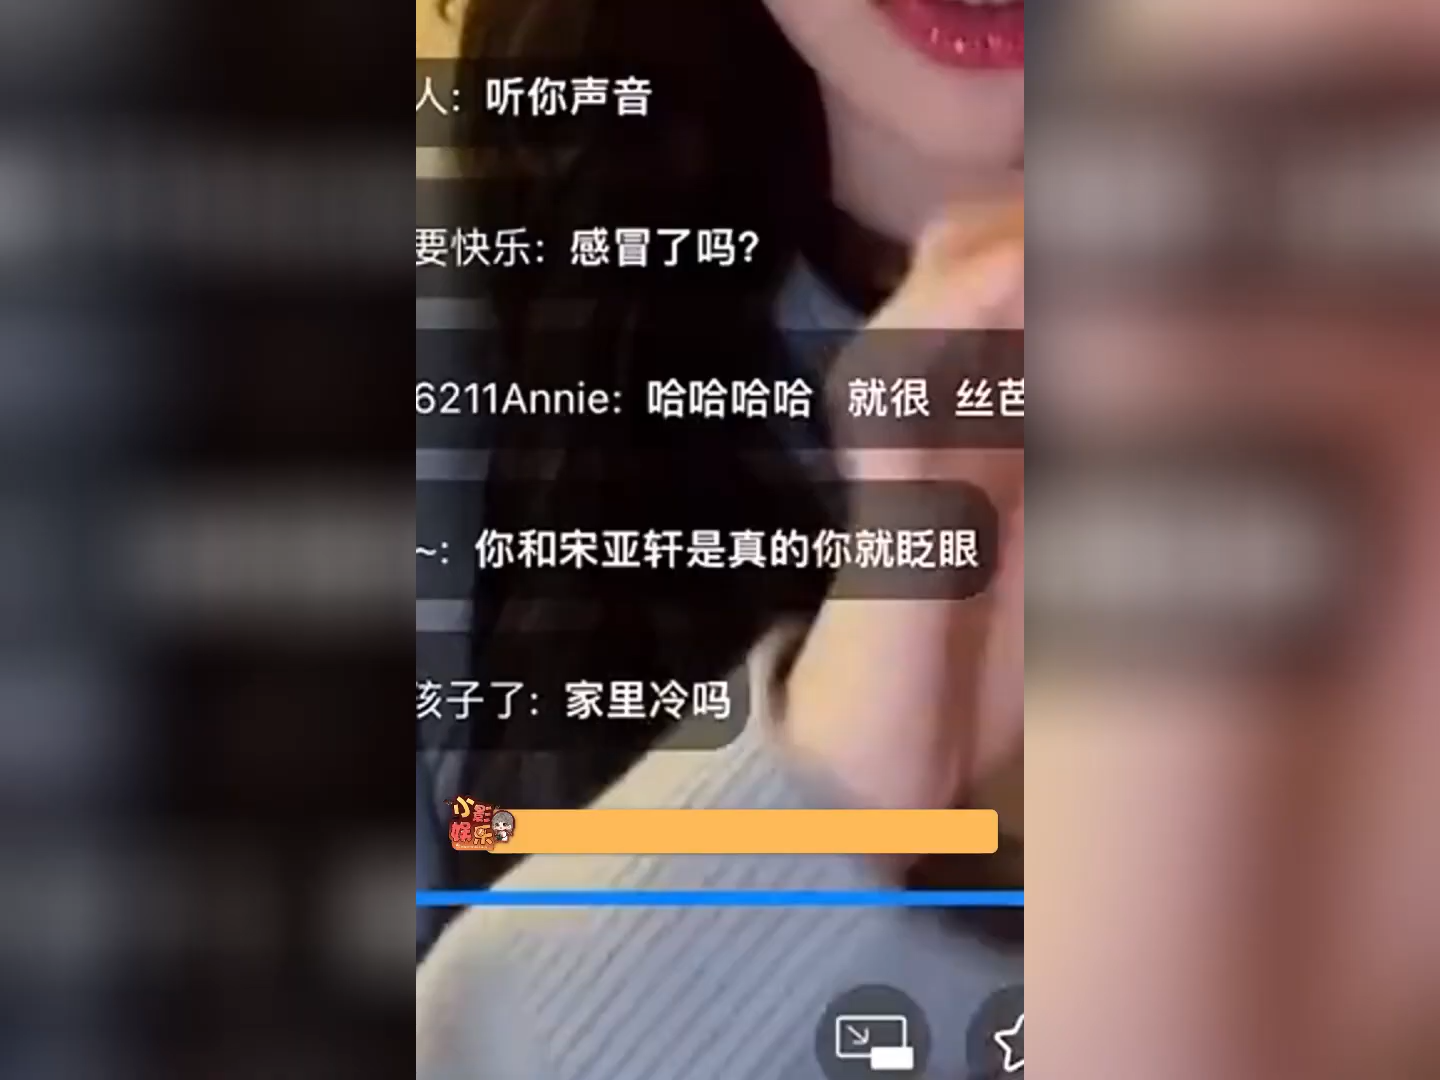 人：听你声音
要快乐：感冒了吗？
6211Annie：哈哈哈哈 就很 丝芭
~：你和宋亚轩是真的你就眨眼
孩子了：家里冷吗
小彩娱乐